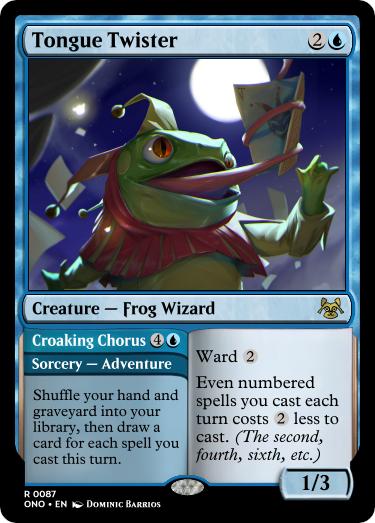 Tongue Twister 2
Creature — Frog Wizard
Croaking Chorus 4
Sorcery — Adventure
Shuffle your hand and
graveyard into your
library, then draw a
card for each spell you
cast this turn.
Ward 2
Even numbered
spells you cast each
turn costs 2 less to
cast. (The second,
fourth, sixth, etc.)
1/3
R 0087
ONO • EN Dominic Barrios